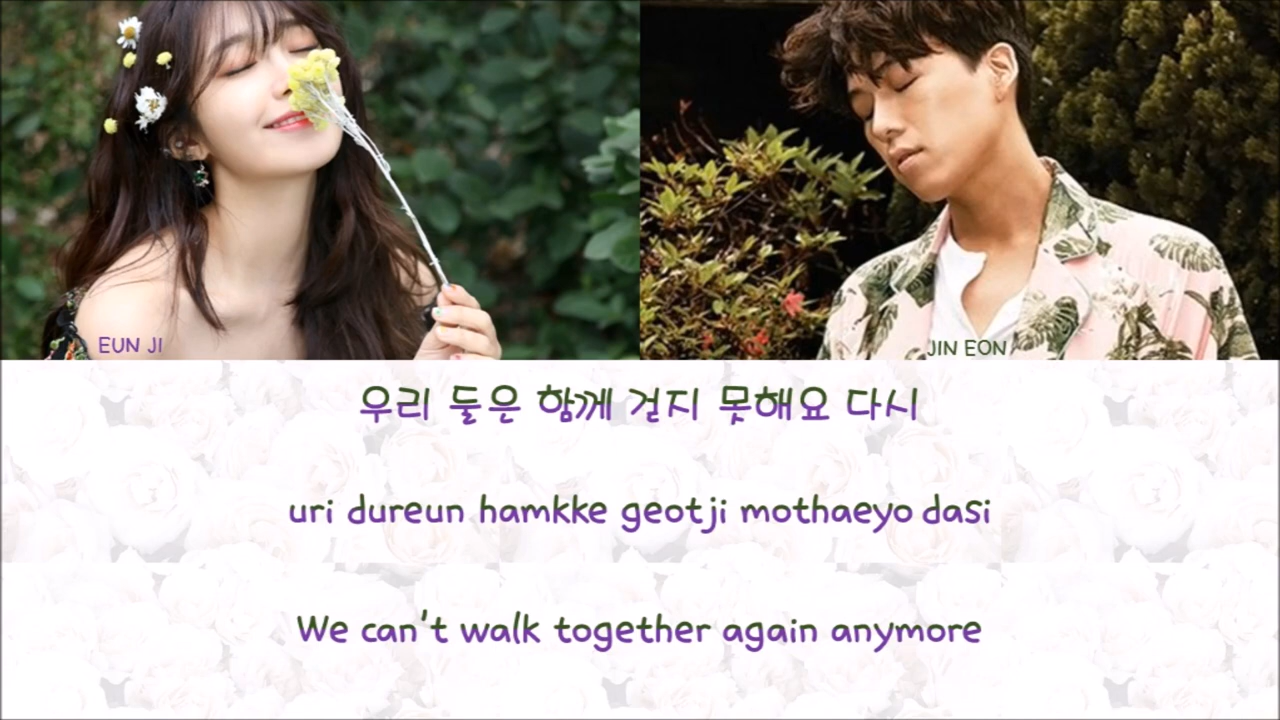 EUN JI
JIN EON
우리 둘은 함께 걷지 못해요 다시
uri dureun hamkke geotji mothaeyo dasi
We can't walk together again anymore